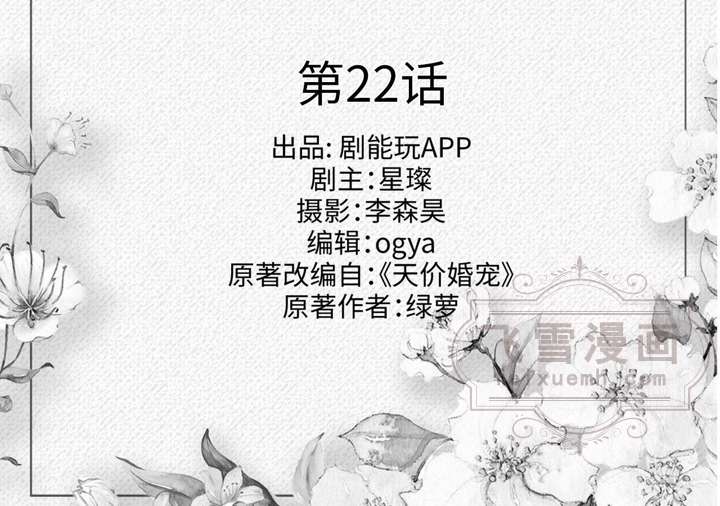 第22话
出品: 剧能玩APP
剧主：星璨
摄影：李森昊
编辑：ogya
原著改编自：《天价婚宠》
原著作者：绿萝
飞雪漫画